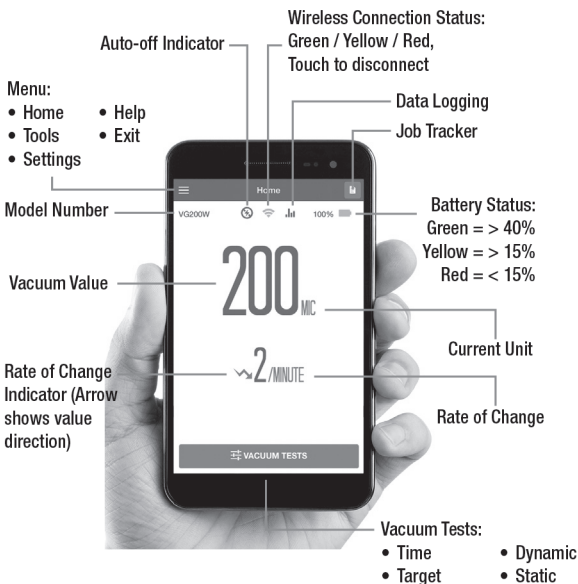 Wireless Connection Status:
Green / Yellow / Red,
Touch to disconnect
Auto-off Indicator
Data Logging
Job Tracker
Menu:
• Home • Help
• Tools • Exit
• Settings
Home
Model Number
VG200W
100%
Battery Status:
Green = > 40%
Yellow = > 15%
Red = < 15%
Vacuum Value
200 MIC
Current Unit
Rate of Change
Indicator (Arrow
shows value
direction)
2 /MINUTE
Rate of Change
VACUUM TESTS
Vacuum Tests:
• Time • Dynamic
• Target • Static